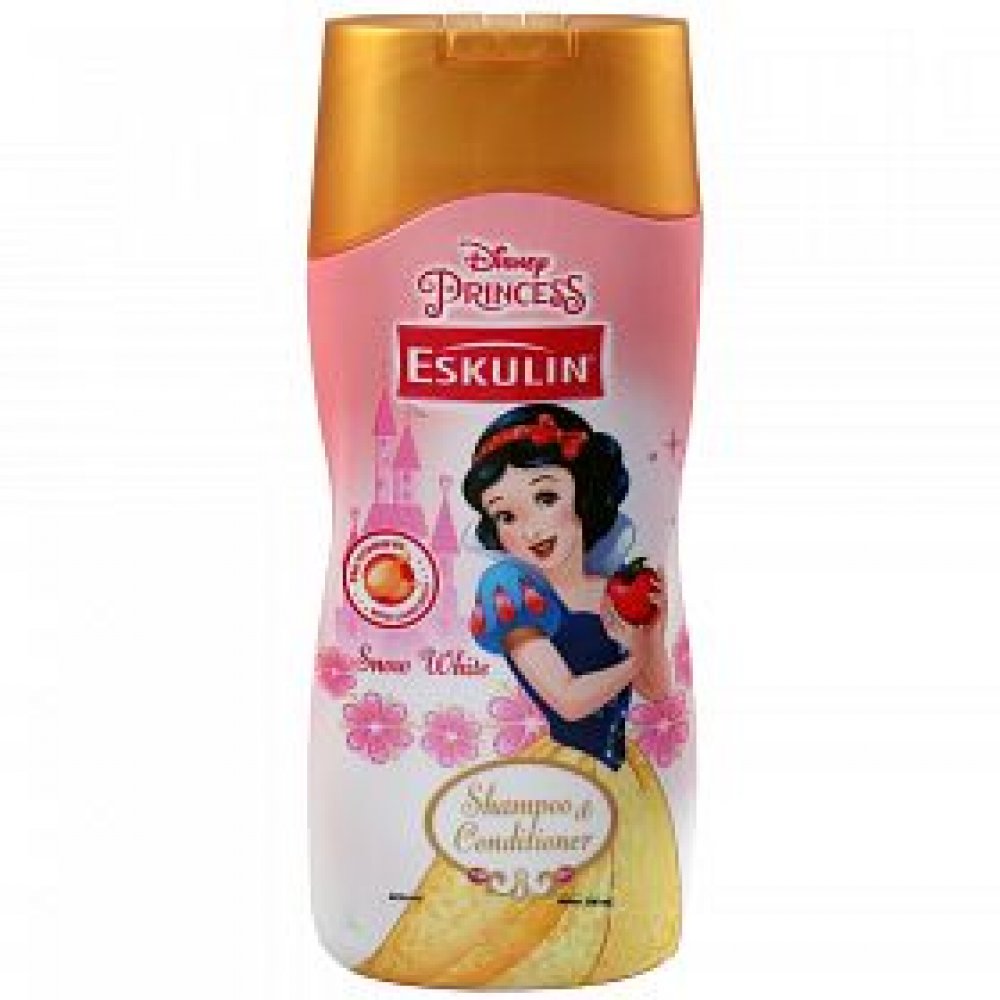 Disney
PRINCESS
ESKULIN
Snow White
Shampoo &
Conditioner